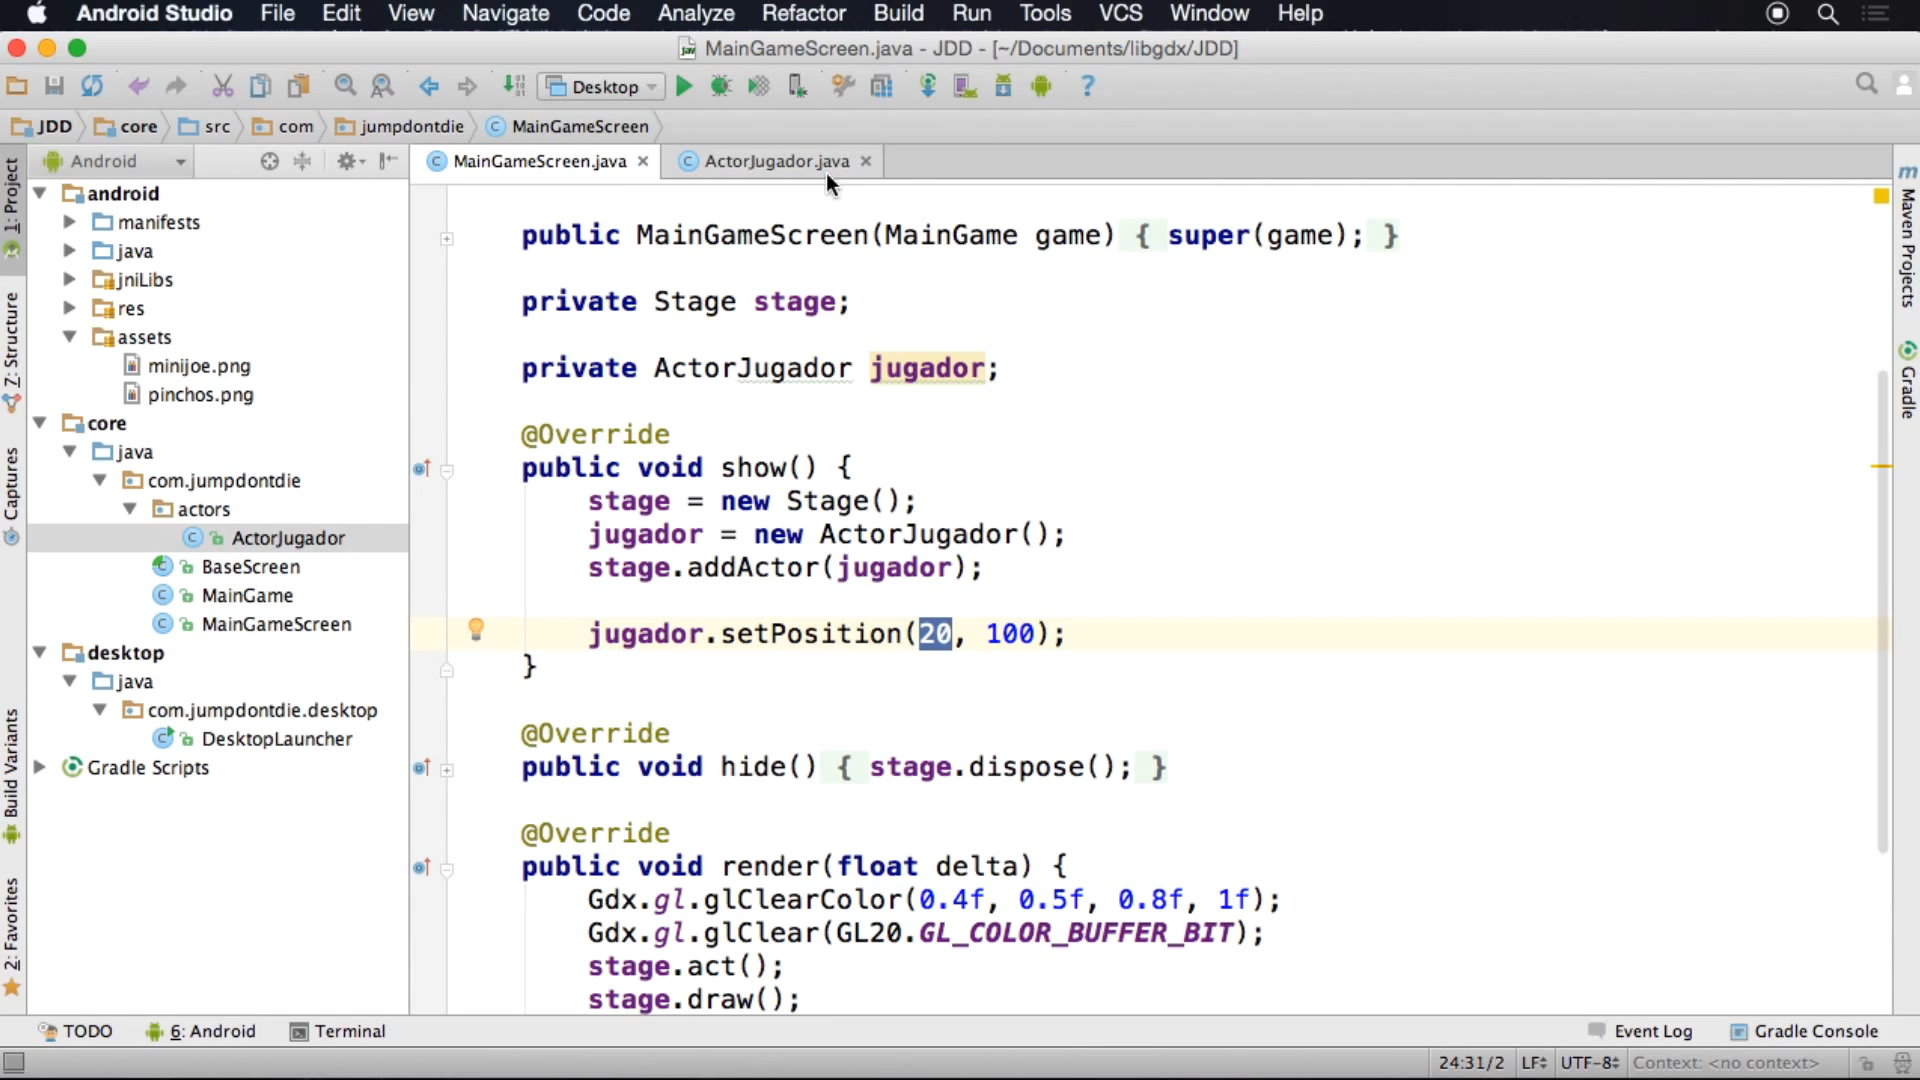 Android Studio File Edit View Navigate Code Analyze Refactor Build Run Tools VCS Window Help
MainGameScreen.java - JDD - [~/Documents/libgdx/JDD]
Desktop
JDD core src com jumpdontdie MainGameScreen
Android
MainGameScreen.java ActorJugador.java
1: Project
7: Structure
Captures
Build Variants
2: Favorites
android
manifests
java
jniLibs
res
assets
minijoe.png
pinchos.png
core
java
com.jumpdontdie
actors
ActorJugador
BaseScreen
MainGame
MainGameScreen
desktop
java
com.jumpdontdie.desktop
DesktopLauncher
Gradle Scripts
public MainGameScreen(MainGame game) { super(game); }
private Stage stage;
private ActorJugador jugador;
@Override
public void show() {
stage = new Stage();
jugador = new ActorJugador();
stage.addActor(jugador);
jugador.setPosition(20, 100);
}
@Override
public void hide() { stage.dispose(); }
@Override
public void render(float delta) {
Gdx.gl.glClearColor(0.4f, 0.5f, 0.8f, 1f);
Gdx.gl.glClear(GL20.GL_COLOR_BUFFER_BIT);
stage.act();
stage.draw();
Maven Projects
Gradle
TODO 6: Android Terminal Event Log Gradle Console
24:31/2 LF UTF-8 Context: <no context>